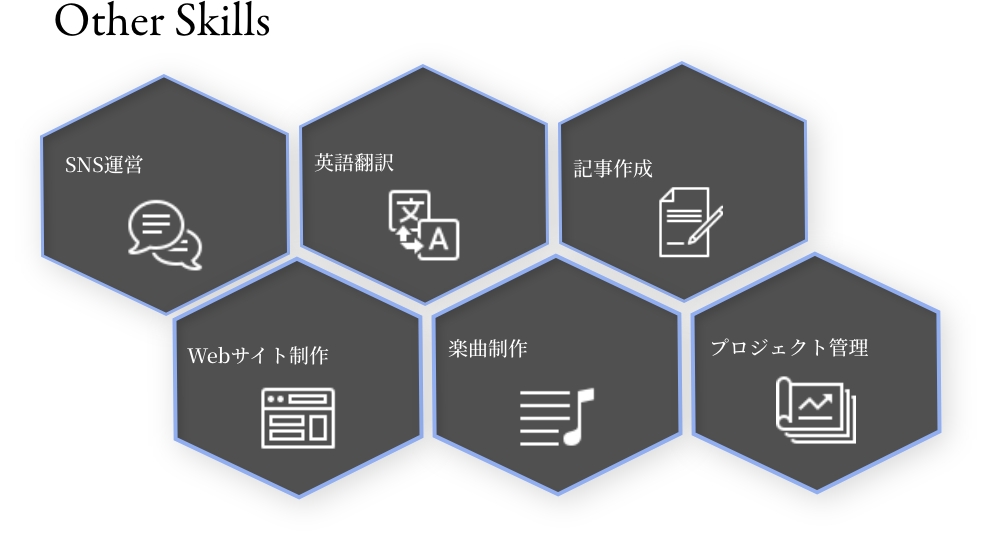 Other Skills
SNS運営
英語翻訳
記事作成
Webサイト制作
楽曲制作
プロジェクト管理